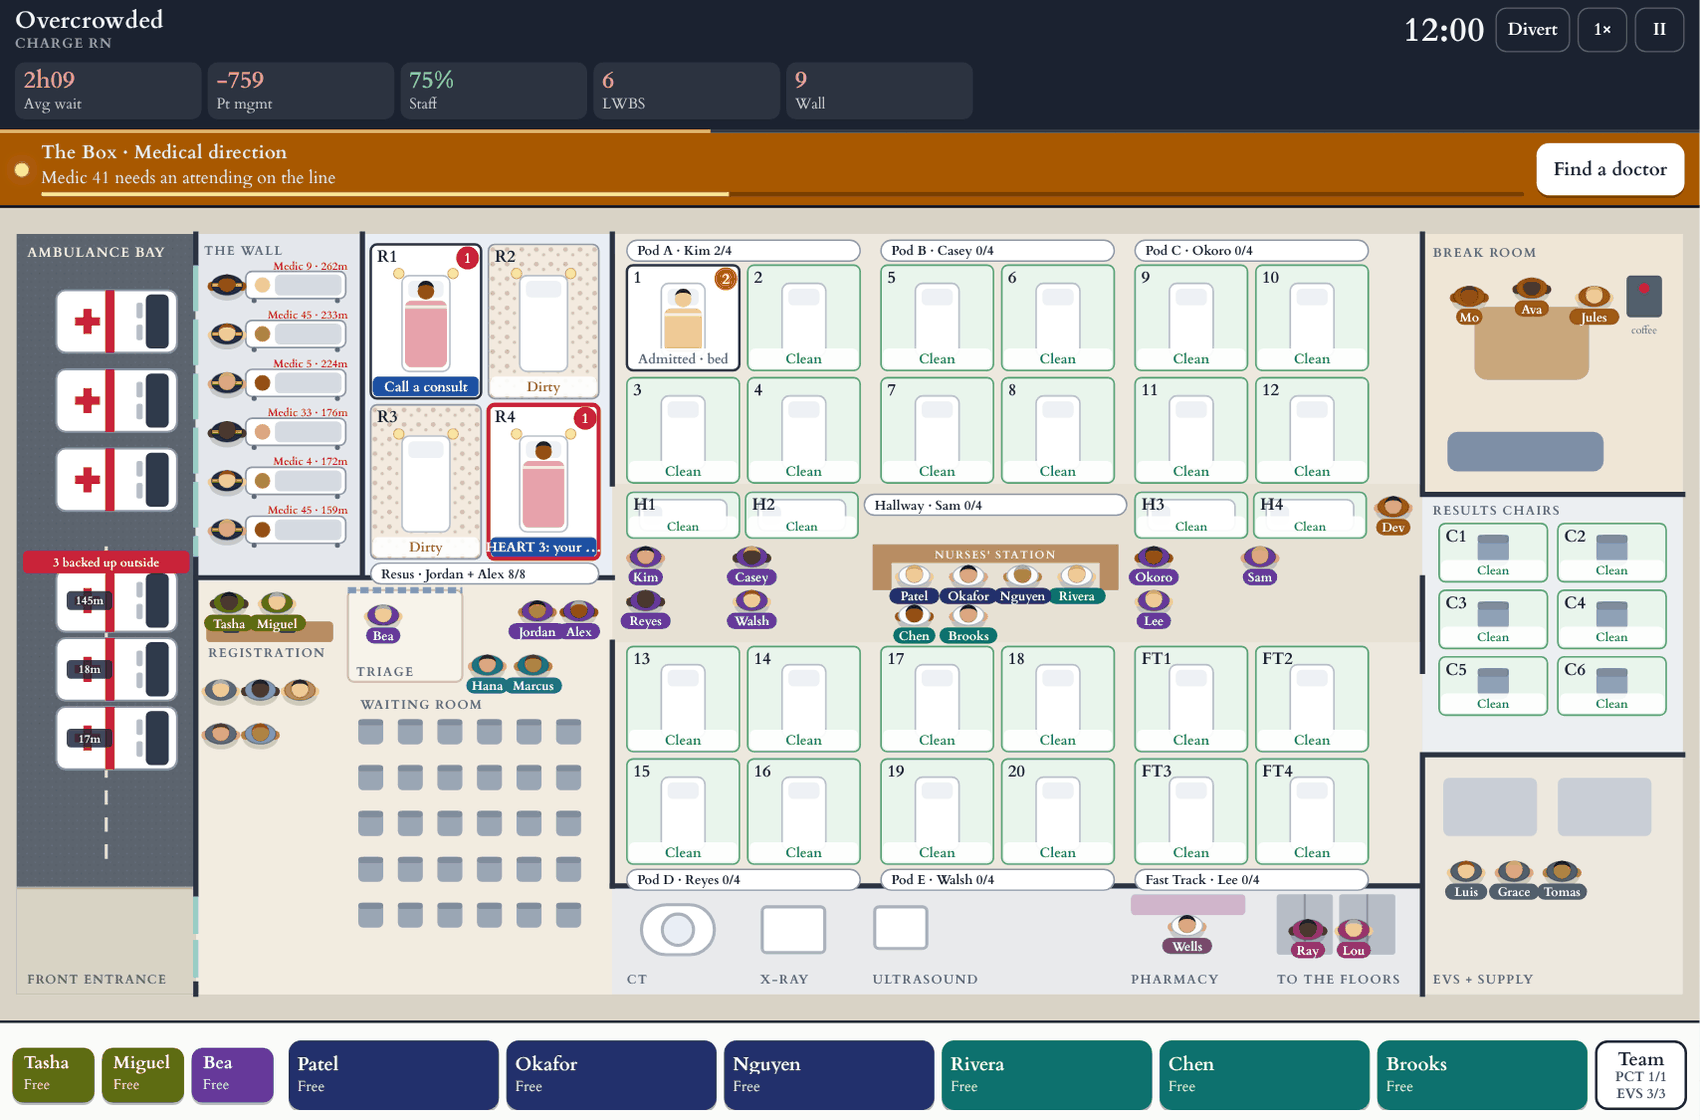 Overcrowded
CHARGE RN
12:00
Divert
1×
II
2h09
Avg wait
-759
Pt mgmt
75%
Staff
6
LWBS
9
Wall
The Box · Medical direction
Medic 41 needs an attending on the line
Find a doctor
AMBULANCE BAY
3 backed up outside
145m
18m
17m
FRONT ENTRANCE
THE WALL
Medic 9 · 262m
Medic 45 · 233m
Medic 5 · 224m
Medic 33 · 176m
Medic 4 · 172m
Medic 45 · 159m
R1
1
Call a consult
R2
Dirty
R3
Dirty
R4
1
HEART 3: your ...
Resus · Jordan + Alex 8/8
Tasha
Miguel
REGISTRATION
Bea
TRIAGE
Jordan
Alex
Hana
Marcus
WAITING ROOM
Pod A · Kim 2/4
1
2
Admitted · bed
2
Clean
3
Clean
4
Clean
Pod B · Casey 0/4
5
Clean
6
Clean
7
Clean
8
Clean
Pod C · Okoro 0/4
9
Clean
10
Clean
11
Clean
12
Clean
H1
Clean
H2
Clean
Hallway · Sam 0/4
H3
Clean
H4
Clean
Dev
Kim
Casey
Reyes
Walsh
NURSES' STATION
Patel
Okafor
Nguyen
Rivera
Chen
Brooks
Okoro
Sam
Lee
13
Clean
14
Clean
15
Clean
16
Clean
Pod D · Reyes 0/4
17
Clean
18
Clean
19
Clean
20
Clean
Pod E · Walsh 0/4
FT1
Clean
FT2
Clean
FT3
Clean
FT4
Clean
Fast Track · Lee 0/4
CT
X-RAY
ULTRASOUND
Wells
PHARMACY
Ray
Lou
TO THE FLOORS
BREAK ROOM
Mo
Ava
Jules
coffee
RESULTS CHAIRS
C1
Clean
C2
Clean
C3
Clean
C4
Clean
C5
Clean
C6
Clean
Luis
Grace
Tomas
EVS + SUPPLY
Tasha
Free
Miguel
Free
Bea
Free
Patel
Free
Okafor
Free
Nguyen
Free
Rivera
Free
Chen
Free
Brooks
Free
Team
PCT 1/1
EVS 3/3